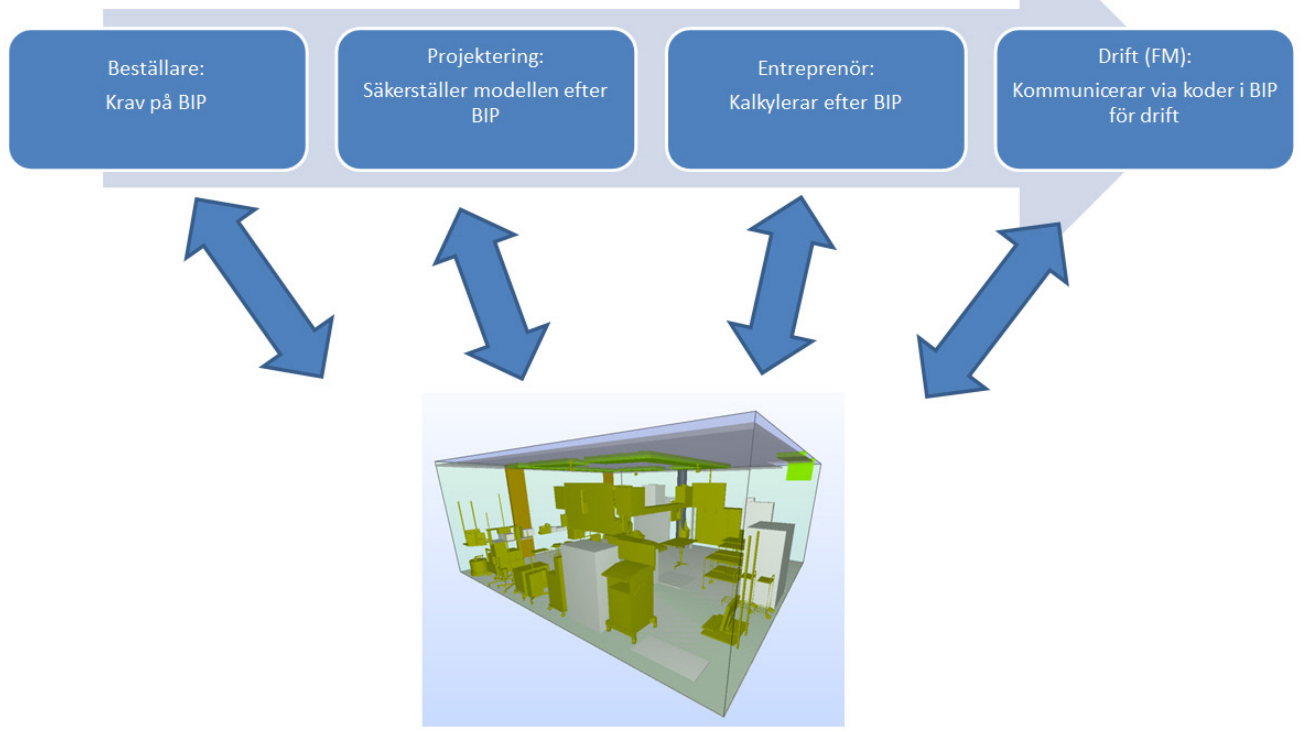 Beställare:
Krav på BIP
Projektering:
Säkerställer modellen efter
BIP
Entreprenör:
Kalkylerar efter BIP
Drift (FM):
Kommunicerar via koder i BIP
för drift